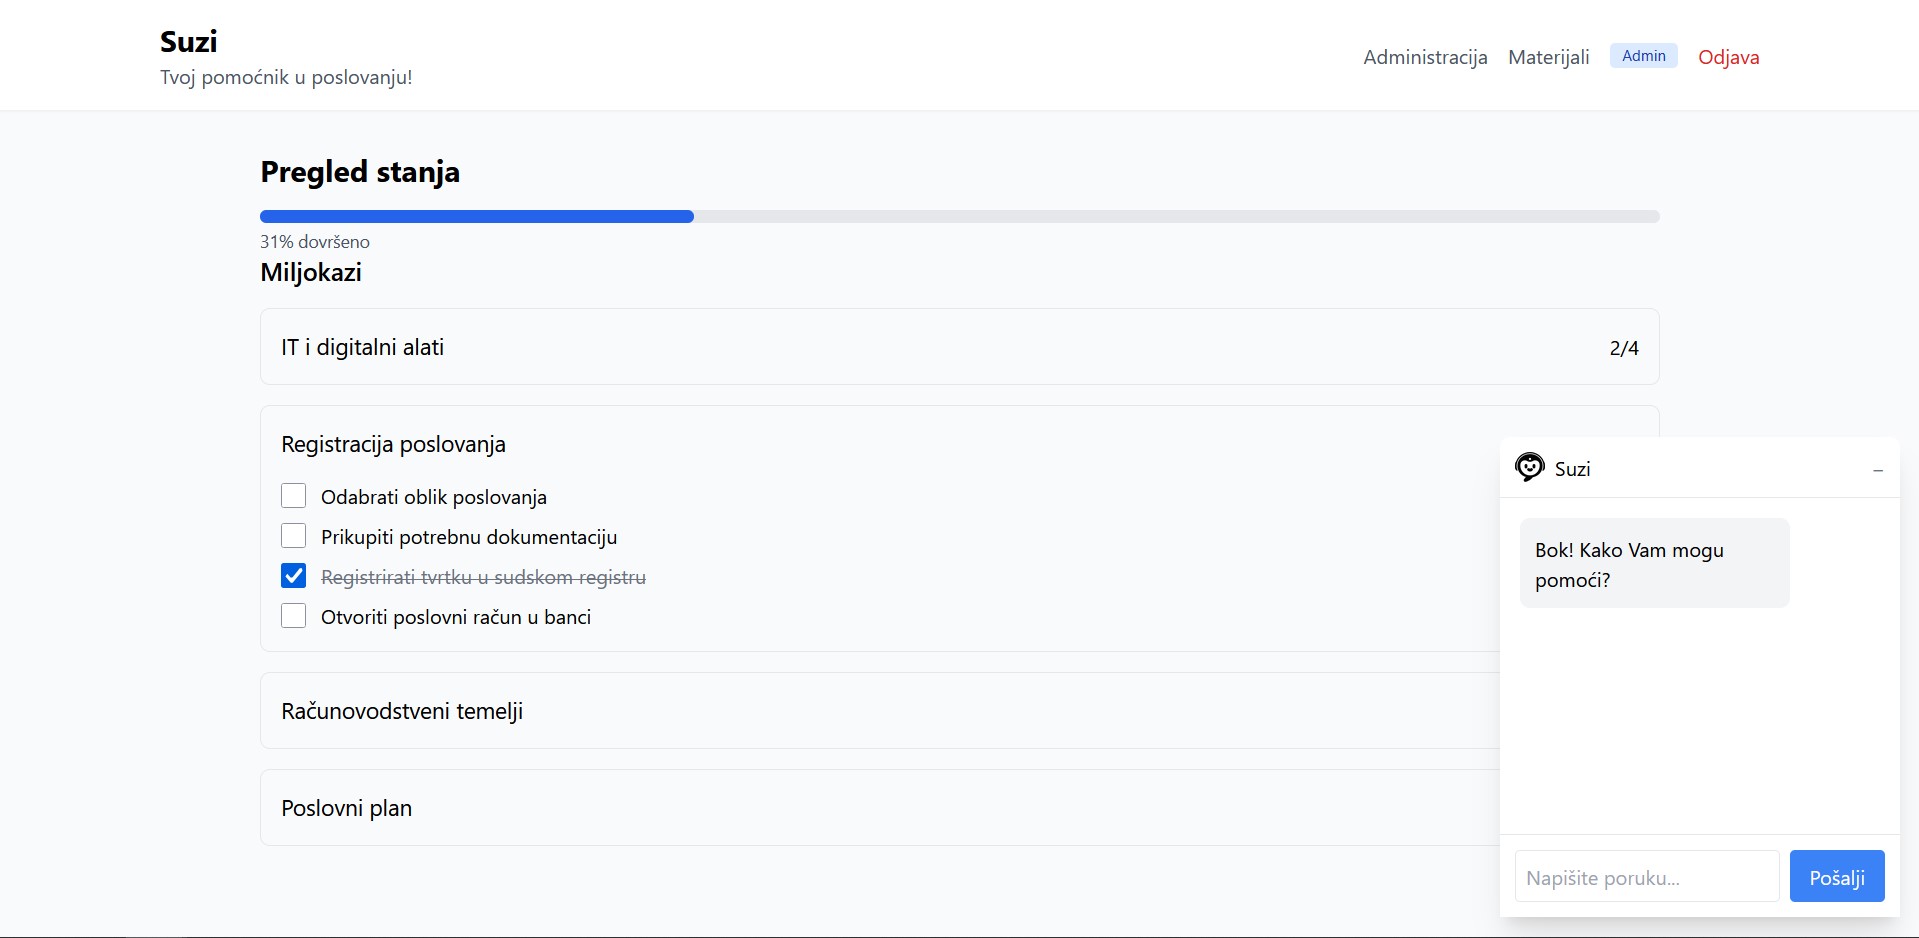 Suzi
Tvoj pomoćnik u poslovanju!
Administracija
Materijali
Admin
Odjava
Pregled stanja
31% dovršeno
Miljokazi
IT i digitalni alati
2/4
Registracija poslovanja
Odabrati oblik poslovanja
Prikupiti potrebnu dokumentaciju
Registrirati tvrtku u sudskom registru
Otvoriti poslovni račun u banci
Računovodstveni temelji
Poslovni plan
Suzi
–
Bok! Kako Vam mogu
pomoći?
Napišite poruku...
Pošalji